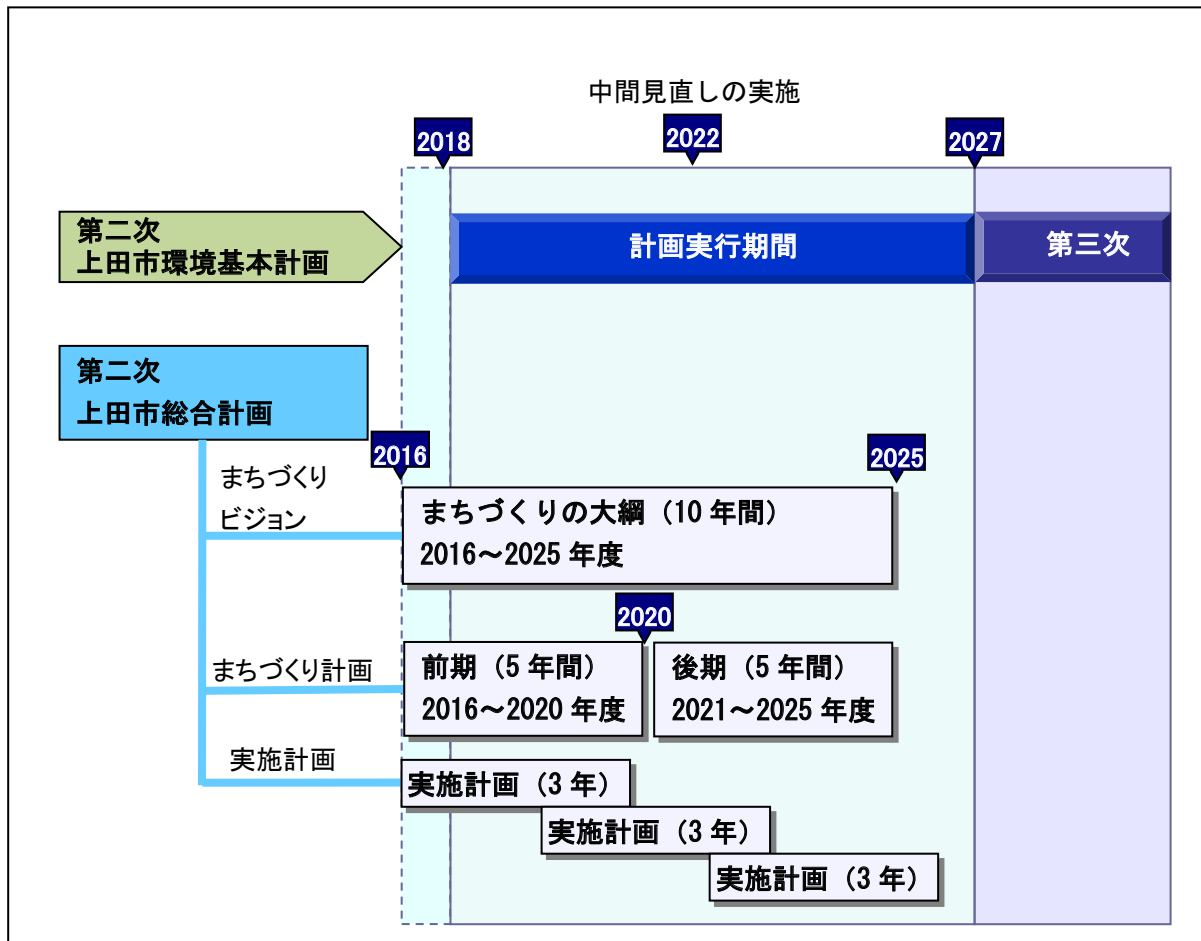 中間見直しの実施
2018
2022
2027
第二次
上田市環境基本計画
計画実行期間
第三次
第二次
上田市総合計画
2016
2025
まちづくり
ビジョン
まちづくりの大綱（10 年間）
2016～2025 年度
2020
まちづくり計画
前期（5 年間）
2016～2020 年度
後期（5 年間）
2021～2025 年度
実施計画
実施計画（3 年）
実施計画（3 年）
実施計画（3 年）